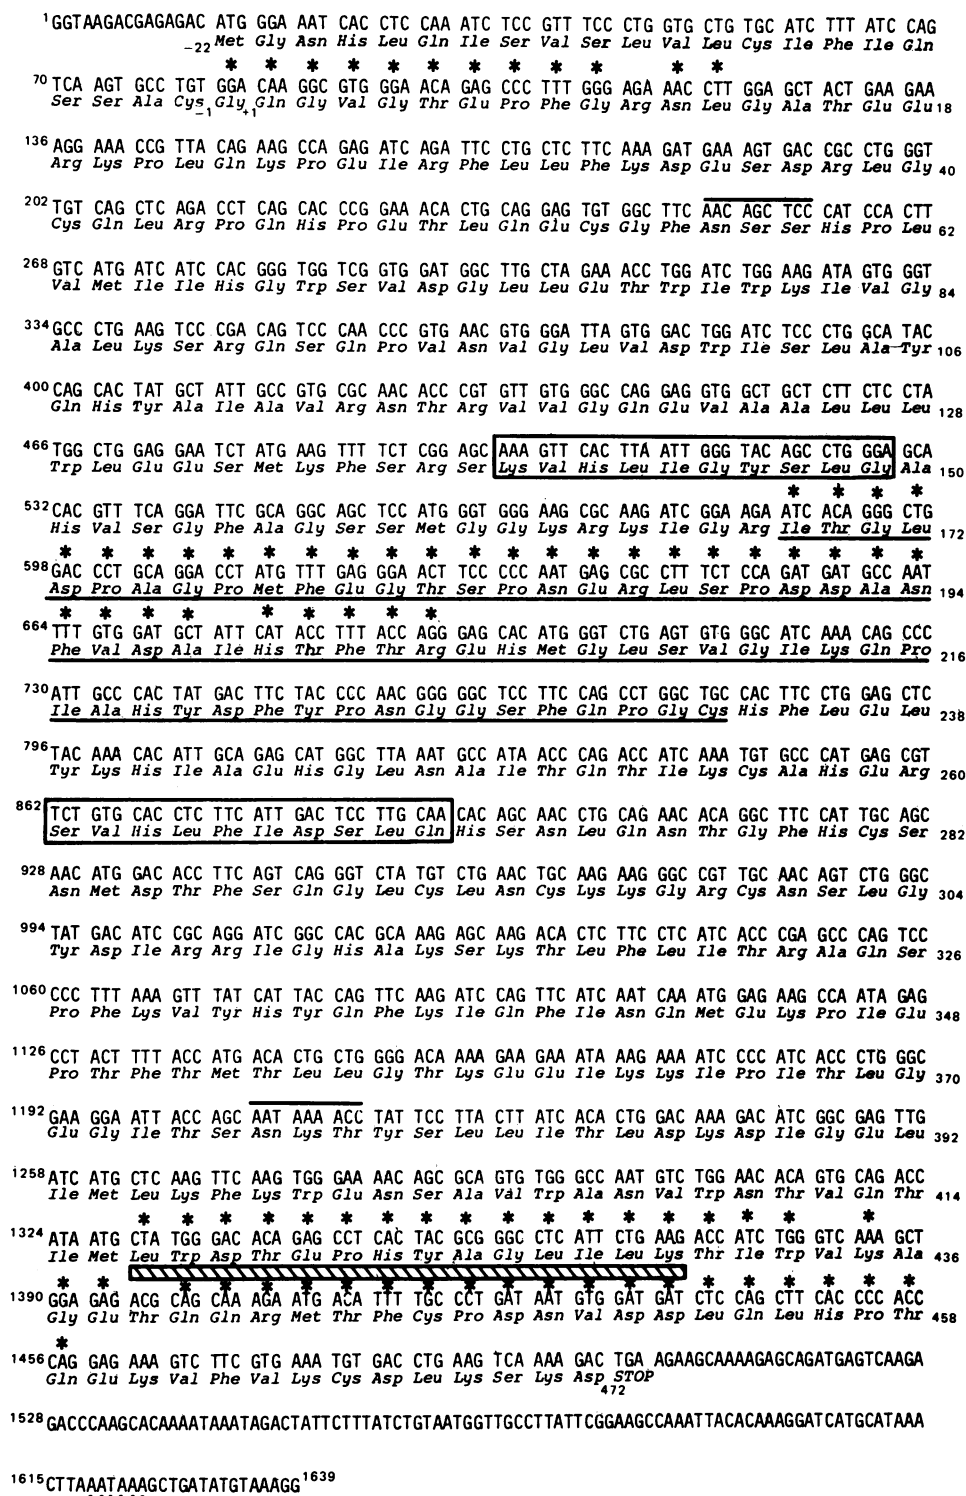 1GGTAAGACGAGAGAC ATG GGA AAT CAC CTC CAA ATC TCC GTT TCC CTG GTG CTG TGC ATC TTT ATC CAG
-22 Met Gly Asn His Leu Gln Ile Ser Val Ser Leu Val Leu Cys Ile Phe Ile Gln
* * * * * * * * * * * *
70 TCA AGT GCC TGT GGA CAA GGC GTG GGA ACA GAG CCC TTT GGG AGA AAC CTT GGA GCT ACT GAA GAA
Ser Ser Ala Cys -1 Gly +1 Gln Gly Val Gly Thr Glu Pro Phe Gly Arg Asn Leu Gly Ala Thr Glu Glu 18
136 AGG AAA CCG TTA CAG AAG CCA GAG ATC AGA TTC CTG CTC TTC AAA GAT GAA AGT GAC CGC CTG GGT
Arg Lys Pro Leu Gln Lys Pro Glu Ile Arg Phe Leu Leu Phe Lys Asp Glu Ser Asp Arg Leu Gly 40
202 TGT CAG CTC AGA CCT CAG CAC CCG GAA ACA CTG CAG GAG TGT GGC TTC AAC AGC TCC CAT CCA CTT
Cys Gln Leu Arg Pro Gln His Pro Glu Thr Leu Gln Glu Cys Gly Phe Asn Ser Ser His Pro Leu 62
268 GTC ATG ATC ATC CAC GGG TGG TCG GTG GAT GGC TTG CTA GAA ACC TGG ATC TGG AAG ATA GTG GGT
Val Met Ile Ile His Gly Trp Ser Val Asp Gly Leu Leu Glu Thr Trp Ile Trp Lys Ile Val Gly 84
334 GCC CTG AAG TCC CGA CAG TCC CAA CCC GTG AAC GTG GGA TTA GTG GAC TGG ATC TCC CTG GCA TAC
Ala Leu Lys Ser Arg Gln Ser Gln Pro Val Asn Val Gly Leu Val Asp Trp Ile Ser Leu Ala Tyr 106
400 CAG CAC TAT GCT ATT GCC GTG CGC AAC ACC CGT GTT GTG GGC CAG GAG GTG GCT GCT CTT CTC CTA
Gln His Tyr Ala Ile Ala Val Arg Asn Thr Arg Val Val Gly Gln Glu Val Ala Ala Leu Leu Leu 128
466 TGG CTG GAG GAA TCT ATG AAG TTT TCT CGG AGC AAA GTT CAC TTA ATT GGG TAC AGC CTG GGA GCA
Trp Leu Glu Glu Ser Met Lys Phe Ser Arg Ser Lys Val His Leu Ile Gly Tyr Ser Leu Gly Ala 150
* * * *
532 CAC GTT TCA GGA TTC GCA GGC AGC TCC ATG GGT GGG AAG CGC AAG ATC GGA AGA ATC ACA GGG CTG
His Val Ser Gly Phe Ala Gly Ser Ser Met Gly Gly Lys Arg Lys Ile Gly Arg Ile Thr Gly Leu 172
* * * * * * * * * * * * * * * * * * * * * *
598 GAC CCT GCA GGA CCT ATG TTT GAG GGA ACT TCC CCC AAT GAG CGC CTT TCT CCA GAT GAT GCC AAT
Asp Pro Ala Gly Pro Met Phe Glu Gly Thr Ser Pro Asn Glu Arg Leu Ser Pro Asp Asp Ala Asn 194
* * * * * * * * *
664 TTT GTG GAT GCT ATT CAT ACC TTT ACC AGG GAG CAC ATG GGT CTG AGT GTG GGC ATC AAA CAG CCC
Phe Val Asp Ala Ile His Thr Phe Thr Arg Glu His Met Gly Leu Ser Val Gly Ile Lys Gln Pro 216
730 ATT GCC CAC TAT GAC TTC TAC CCC AAC GGG GGC TCC TTC CAG CCT GGC TGC CAC TTC CTG GAG CTC
Ile Ala His Tyr Asp Phe Tyr Pro Asn Gly Gly Ser Phe Gln Pro Gly Cys His Phe Leu Glu Leu 238
796 TAC AAA CAC ATT GCA GAG CAT GGC TTA AAT GCC ATA ACC CAG ACC ATC AAA TGT GCC CAT GAG CGT
Tyr Lys His Ile Ala Glu His Gly Leu Asn Ala Ile Thr Gln Thr Ile Lys Cys Ala His Glu Arg 260
862 TCT GTG CAC CTC TTC ATT GAC TCC TTG CAA CAC AGC AAC CTG CAG AAC ACA GGC TTC CAT TGC AGC
Ser Val His Leu Phe Ile Asp Ser Leu Gln His Ser Asn Leu Gln Asn Thr Gly Phe His Cys Ser 282
928 AAC ATG GAC ACC TTC AGT CAG GGT CTA TGT CTG AAC TGC AAG AAG GGC CGT TGC AAC AGT CTG GGC
Asn Met Asp Thr Phe Ser Gln Gly Leu Cys Leu Asn Cys Lys Lys Gly Arg Cys Asn Ser Leu Gly 304
994 TAT GAC ATC CGC AGG ATC GGC CAC GCA AAG AGC AAG ACA CTC TTC CTC ATC ACC CGA GCC CAG TCC
Tyr Asp Ile Arg Arg Ile Gly His Ala Lys Ser Lys Thr Leu Phe Leu Ile Thr Arg Ala Gln Ser 326
1060 CCC TTT AAA GTT TAT CAT TAC CAG TTC AAG ATC CAG TTC ATC AAT CAA ATG GAG AAG CCA ATA GAG
Pro Phe Lys Val Tyr His Tyr Gln Phe Lys Ile Gln Phe Ile Asn Gln Met Glu Lys Pro Ile Glu 348
1126 CCT ACT TTT ACC ATG ACA CTG CTG GGG ACA AAA GAA GAA ATA AAG AAA ATC CCC ATC ACC CTG GGC
Pro Thr Phe Thr Met Thr Leu Leu Gly Thr Lys Glu Glu Ile Lys Lys Ile Pro Ile Thr Leu Gly 370
1192 GAA GGA ATT ACC AGC AAT AAA ACC TAT TCC TTA CTT ATC ACA CTG GAC AAA GAC ATC GGC GAG TTG
Glu Gly Ile Thr Ser Asn Lys Thr Tyr Ser Leu Leu Ile Thr Leu Asp Lys Asp Ile Gly Glu Leu 392
1258 ATC ATG CTC AAG TTC AAG TGG GAA AAC AGC GCA GTG TGG GCC AAT GTC TGG AAC ACA GTG CAG ACC
Ile Met Leu Lys Phe Lys Trp Glu Asn Ser Ala Val Trp Ala Asn Val Trp Asn Thr Val Gln Thr 414
* * * * * * * * * * * * * * * * * *
1324 ATA ATG CTA TGG GAC ACA GAG CCT CAC TAC GCG GGC CTC ATT CTG AAG ACC ATC TGG GTC AAA GCT
Ile Met Leu Trp Asp Thr Glu Pro His Tyr Ala Gly Leu Ile Leu Lys Thr Ile Trp Val Lys Ala 436
* * * * * * * * * * * * * * * * * * * * *
1390 GGA GAG ACG CAG CAA AGA ATG ACA TTT TGC CCT GAT AAT GTG GAT GAT CTC CAG CTT CAC CCC ACC
Gly Glu Thr Gln Gln Arg Met Thr Phe Cys Pro Asp Asn Val Asp Asp Leu Gln Leu His Pro Thr 458
*
1456 CAG GAG AAA GTC TTC GTG AAA TGT GAC CTG AAG TCA AAA GAC TGA AGAAGCAAAAGAGCAGATGAGTCAAGA
Gln Glu Lys Val Phe Val Lys Cys Asp Leu Lys Ser Lys Asp STOP
472
1528 GACCCAAGCACAAAATAAATAGACTATTCTTTATCTGTAATGGTTGCCTTATTCGGAAGCCAAATTACACAAAGGATCATGCATAAA
1615CTTAAATAAAGCTGATATGTAAAGG1639